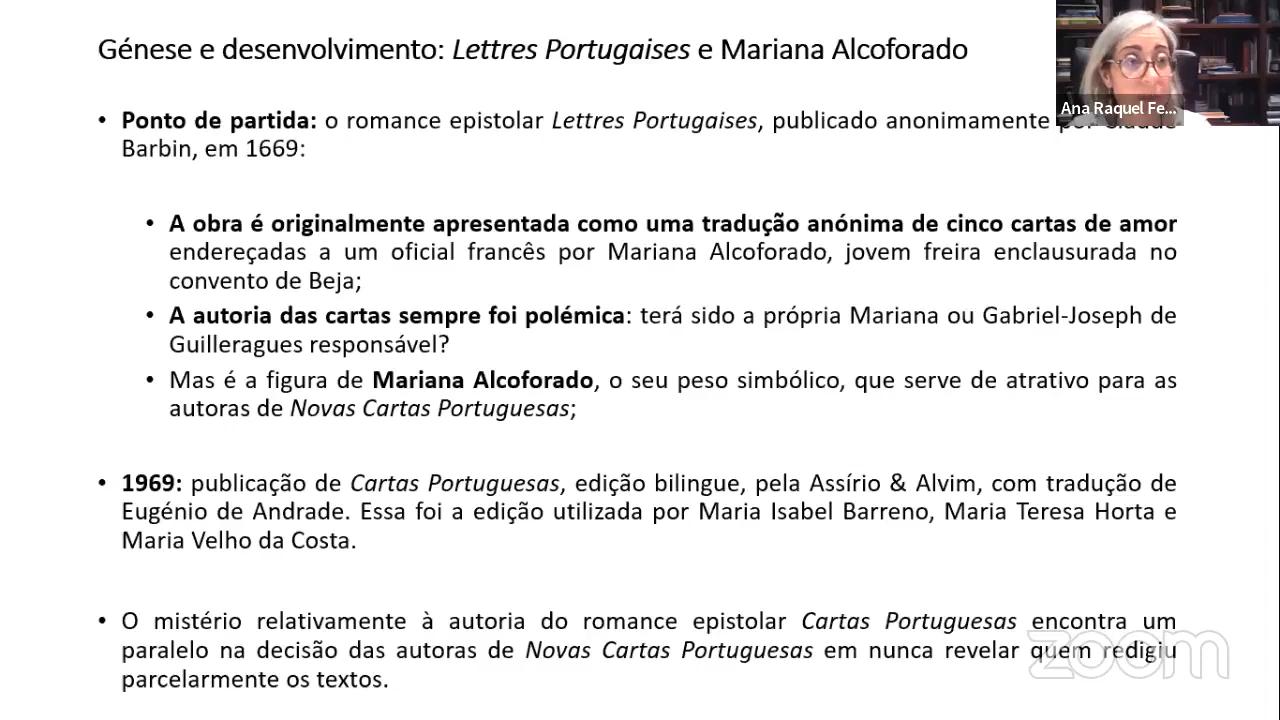 Génese e desenvolvimento: Lettres Portugaises e Mariana Alcoforado
Ana Raquel Fe...
• Ponto de partida: o romance epistolar Lettres Portugaises, publicado anonimamente
Barbin, em 1669:
• A obra é originalmente apresentada como uma tradução anónima de cinco cartas de amor
endereçadas a um oficial francês por Mariana Alcoforado, jovem freira enclausurada no
convento de Beja;
• A autoria das cartas sempre foi polémica: terá sido a própria Mariana ou Gabriel-Joseph de
Guilleragues responsável?
• Mas é a figura de Mariana Alcoforado, o seu peso simbólico, que serve de atrativo para as
autoras de Novas Cartas Portuguesas;
• 1969: publicação de Cartas Portuguesas, edição bilingue, pela Assírio & Alvim, com tradução de
Eugénio de Andrade. Essa foi a edição utilizada por Maria Isabel Barreno, Maria Teresa Horta e
Maria Velho da Costa.
• O mistério relativamente à autoria do romance epistolar Cartas Portuguesas encontra um
paralelo na decisão das autoras de Novas Cartas Portuguesas em nunca revelar quem redigiu
parcelarmente os textos.
zoom